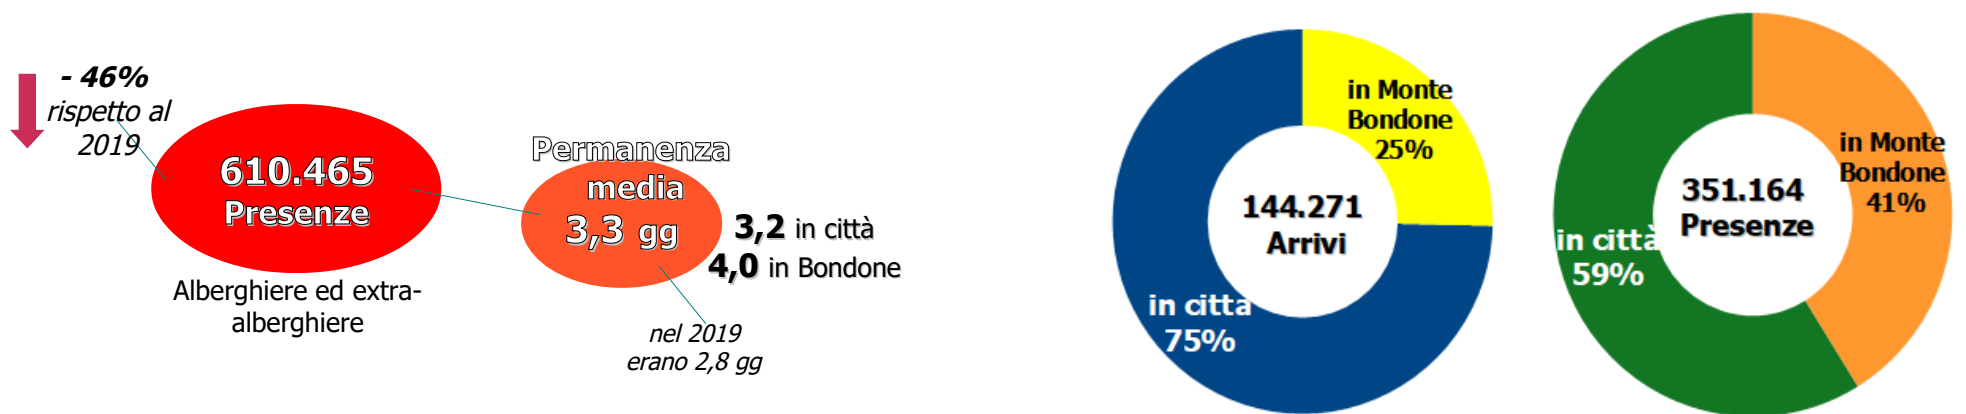 - 46%
rispetto al
2019
610.465
Presenze
Alberghiere ed extra-
alberghiere
Permanenza
media
3,3 gg
3,2 in città
4,0 in Bondone
nel 2019
erano 2,8 gg
in Monte
Bondone
25%
144.271
Arrivi
in città
75%
in Monte
Bondone
41%
351.164
Presenze
in città
59%